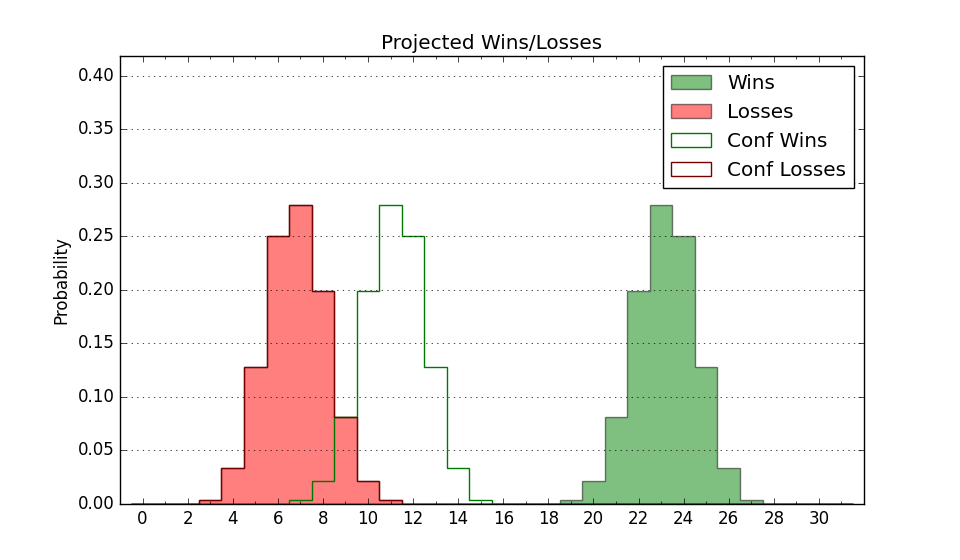 Projected Wins/Losses
0.40
0.35
0.30
0.25
0.20
0.15
0.10
0.05
0.00
Probability
Wins
Losses
Conf Wins
Conf Losses
0 2 4 6 8 10 12 14 16 18 20 22 24 26 28 30